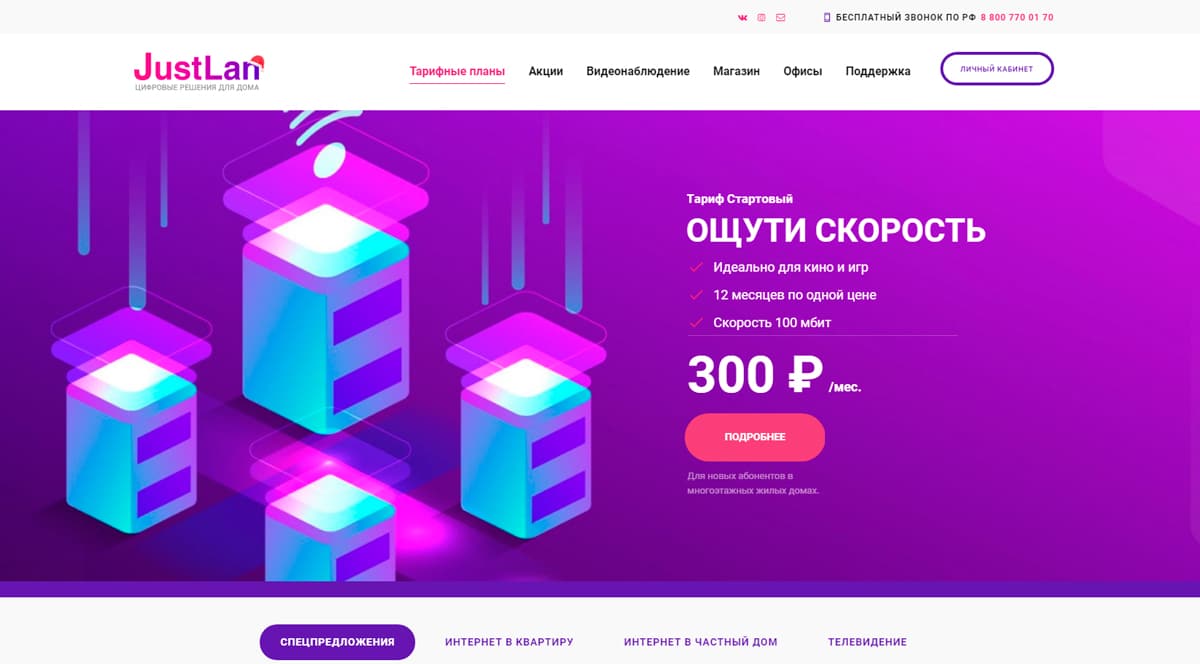 БЕСПЛАТНЫЙ ЗВОНОК ПО РФ 8 800 770 01 70
JustLan
ЦИФРОВЫЕ РЕШЕНИЯ ДЛЯ ДОМА
Тарифные планы Акции Видеонаблюдение Магазин Офисы Поддержка ЛИЧНЫЙ КАБИНЕТ
Тариф Стартовый
ОЩУТИ СКОРОСТЬ
Идеально для кино и игр
12 месяцев по одной цене
Скорость 100 мбит
300 ₽ /мес.
ПОДРОБНЕЕ
Для новых абонентов в
многоэтажных жилых домах.
СПЕЦПРЕДЛОЖЕНИЯ ИНТЕРНЕТ В КВАРТИРУ ИНТЕРНЕТ В ЧАСТНЫЙ ДОМ ТЕЛЕВИДЕНИЕ